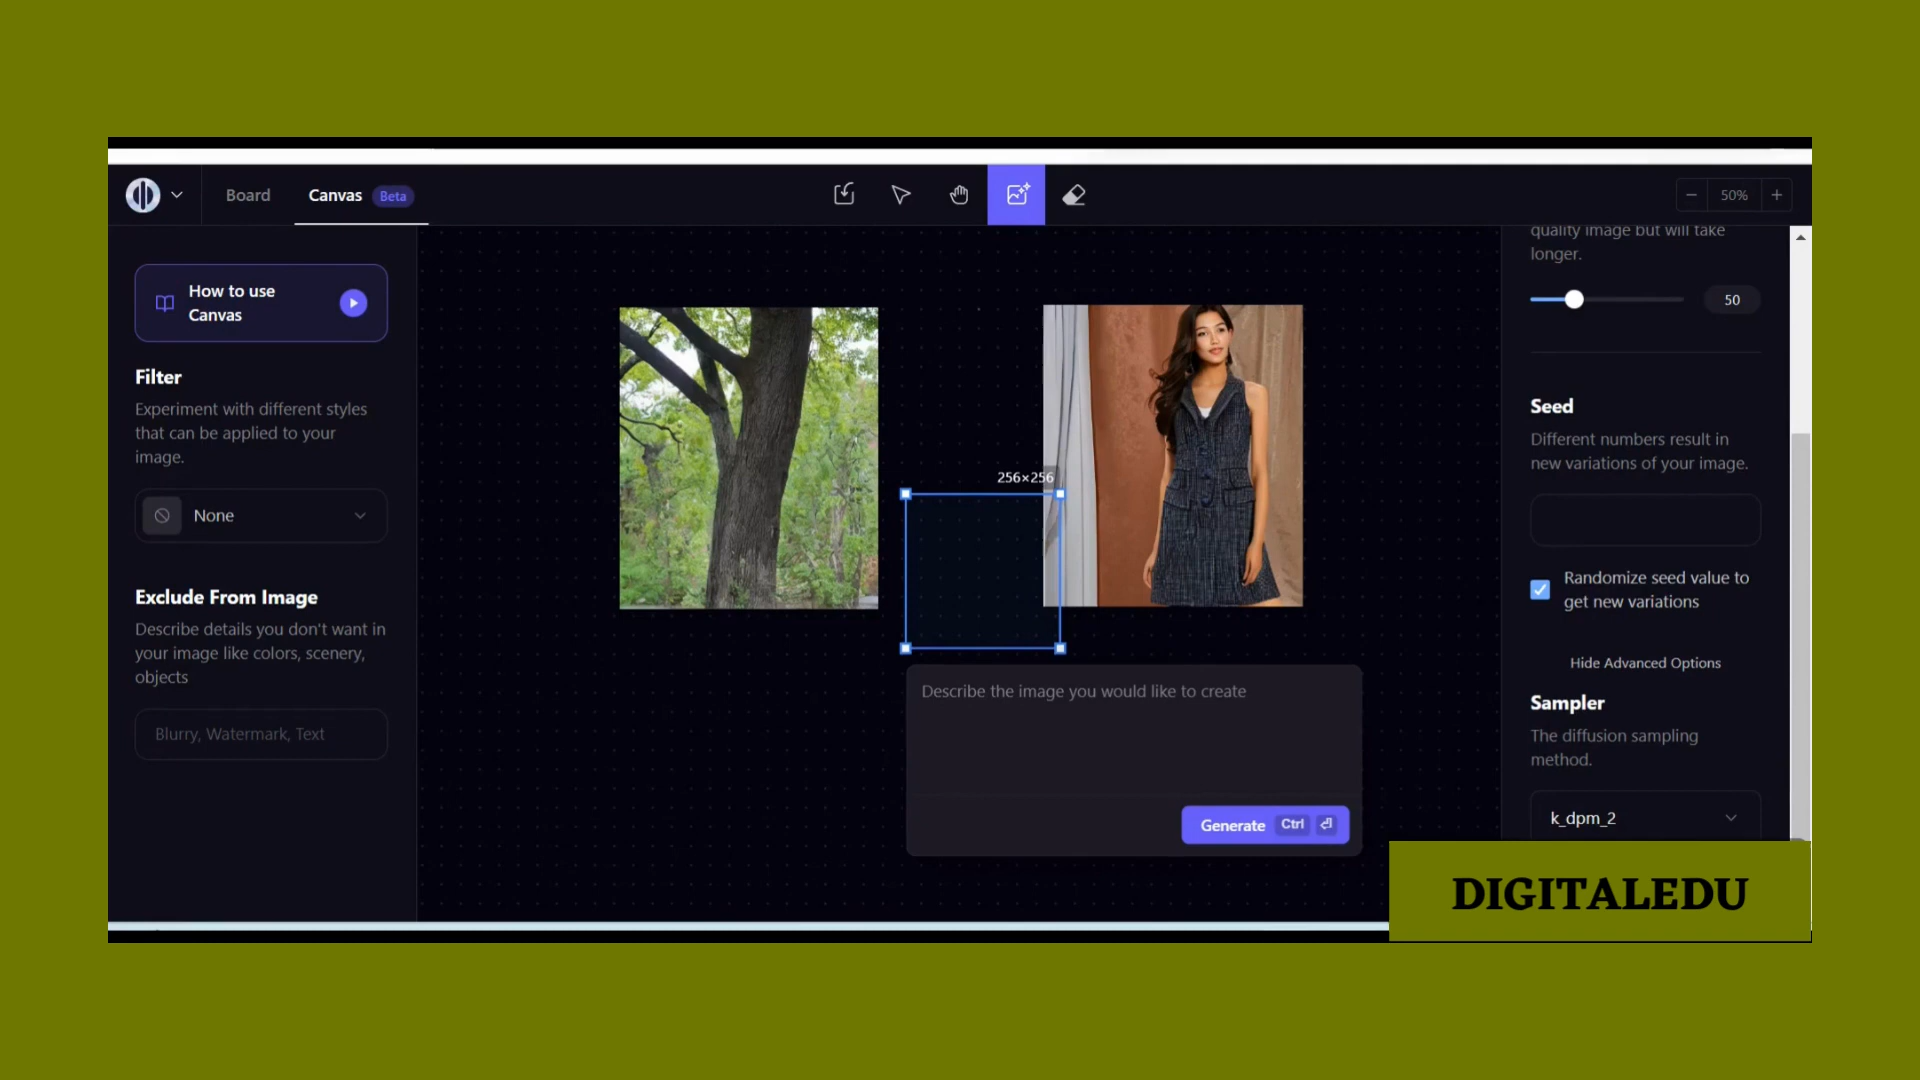 Board
Canvas Beta
50%
How to use
Canvas
Filter
Experiment with different styles
that can be applied to your
image.
None
Exclude From Image
Describe details you don't want in
your image like colors, scenery,
objects
Blurry, Watermark, Text
256×256
Describe the image you would like to create
Generate Ctrl
quality image but will take
longer.
50
Seed
Different numbers result in
new variations of your image.
Randomize seed value to
get new variations
Hide Advanced Options
Sampler
The diffusion sampling
method.
k_dpm_2
DIGITALEDU